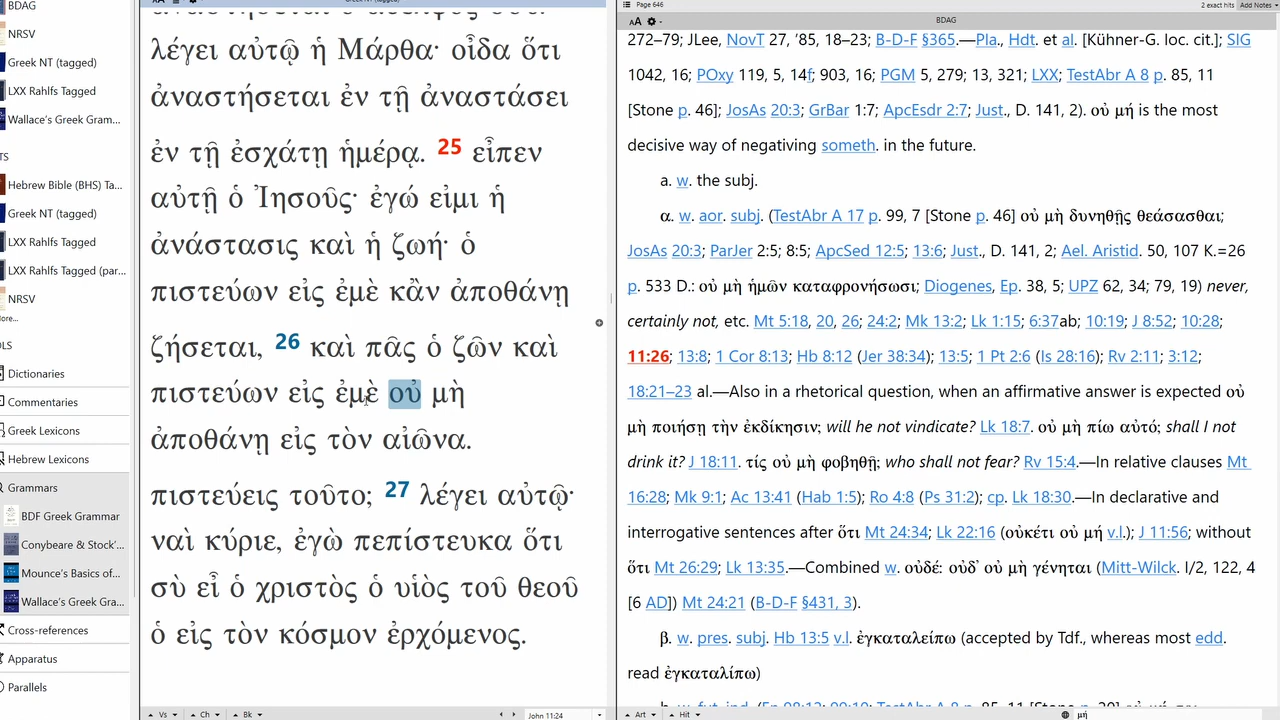 BDAG
NRSV
Greek NT (tagged)
LXX Rahlfs
Wallace's Greek Gram...
TS
Hebrew Bible (BHS) Ta...
Greek NT (tagged)
LXX Rahlfs
LXX Rahlfs Tagged (par...
NRSV
ore...
OLS
Dictionaries
Commentaries
Greek Lexicons
Hebrew Lexicons
Grammars
BDF Greek Grammar
Conybeare & Stock'...
Mounce's Basics of...
Wallace's Greek Gra...
Cross-references
Apparatus
Parallels
λέγει αὐτῷ ἡ Μάρθα· οἶδα ὅτι
ἀναστήσεται ἐν τῇ ἀναστάσει
ἐν τῇ ἐσχάτῃ ἡμέρᾳ. 25 εἶπεν
αὐτῇ ὁ Ἰησοῦς· ἐγώ εἰμι ἡ
ἀνάστασις καὶ ἡ ζωή· ὁ
πιστεύων εἰς ἐμὲ κἂν ἀποθάνῃ
ζήσεται, 26 καὶ πᾶς ὁ ζῶν καὶ
πιστεύων εἰς ἐμὲ οὐ μὴ
ἀποθάνῃ εἰς τὸν αἰῶνα.
πιστεύεις τοῦτο; 27 λέγει αὐτῷ·
ναὶ κύριε, ἐγὼ πεπίστευκα ὅτι
σὺ εἶ ὁ χριστὸς ὁ υἱὸς τοῦ θεοῦ
ὁ εἰς τὸν κόσμον ἐρχόμενος.
Vs Ch Bk John 11:24
Page 646 2 exact hits Add Notes
AA BDAG
272–79; JLee, NovT 27, '85, 18–23; B-D-F §365.—Pla., Hdt. et al. [Kühner-G. loc. cit.]; SIG
1042, 16; POxy 119, 5, 14f; 903, 16; PGM 5, 279; 13, 321; LXX; TestAbr A 8 p. 85, 11
[Stone p. 46]; JosAs 20:3; GrBar 1:7; ApcEsdr 2:7; Just., D. 141, 2). οὐ μή is the most
decisive way of negativing someth. in the future.
a. w. the subj.
α. w. aor. subj. (TestAbr A 17 p. 99, 7 [Stone p. 46] οὐ μὴ δυνηθῇς θεάσασθαι;
JosAs 20:3; ParJer 2:5; 8:5; ApcSed 12:5; 13:6; Just., D. 141, 2; Ael. Aristid. 50, 107 K.=26
p. 533 D.: οὐ μὴ ἡμῶν καταφρονήσωσι; Diogenes, Ep. 38, 5; UPZ 62, 34; 79, 19) never,
certainly not, etc. Mt 5:18, 20, 26; 24:2; Mk 13:2; Lk 1:15; 6:37ab; 10:19; J 8:52; 10:28;
11:26; 13:8; 1 Cor 8:13; Hb 8:12 (Jer 38:34); 13:5; 1 Pt 2:6 (Is 28:16); Rv 2:11; 3:12;
18:21–23 al.—Also in a rhetorical question, when an affirmative answer is expected οὐ
μὴ ποιήσῃ τὴν ἐκδίκησιν; will he not vindicate? Lk 18:7. οὐ μὴ πίω αὐτό; shall I not
drink it? J 18:11. τίς οὐ μὴ φοβηθῇ; who shall not fear? Rv 15:4.—In relative clauses Mt
16:28; Mk 9:1; Ac 13:41 (Hab 1:5); Ro 4:8 (Ps 31:2); cp. Lk 18:30.—In declarative and
interrogative sentences after ὅτι Mt 24:34; Lk 22:16 (οὐκέτι οὐ μή v.l.); J 11:56; without
ὅτι Mt 26:29; Lk 13:35.—Combined w. οὐδέ: οὐδ' οὐ μὴ γένηται (Mitt-Wilck. I/2, 122, 4
[6 AD]) Mt 24:21 (B-D-F §431, 3).
β. w. pres. subj. Hb 13:5 v.l. ἐγκαταλείπω (accepted by Tdf., whereas most edd.
read ἐγκαταλίπω)
Art Hit μή